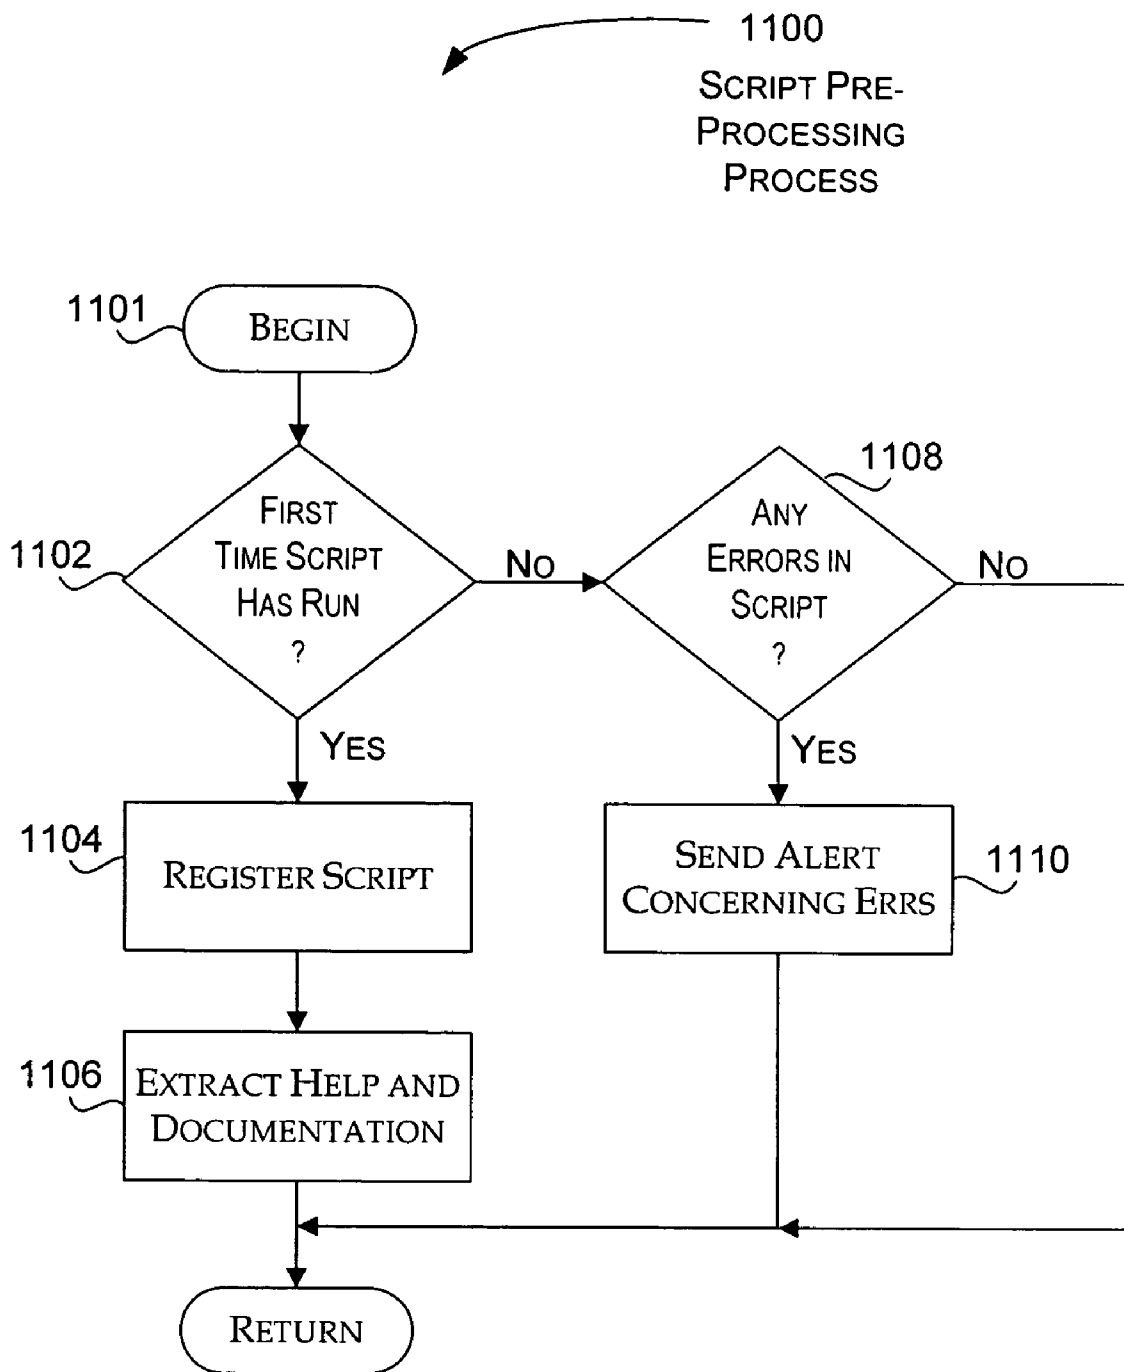 1100
SCRIPT PRE-
PROCESSING
PROCESS
1101
BEGIN
1102
FIRST
TIME SCRIPT
HAS RUN
?
NO
1108
ANY
ERRORS IN
SCRIPT
?
NO
YES
YES
1104
REGISTER SCRIPT
SEND ALERT
CONCERNING ERRS
1110
1106
EXTRACT HELP AND
DOCUMENTATION
RETURN